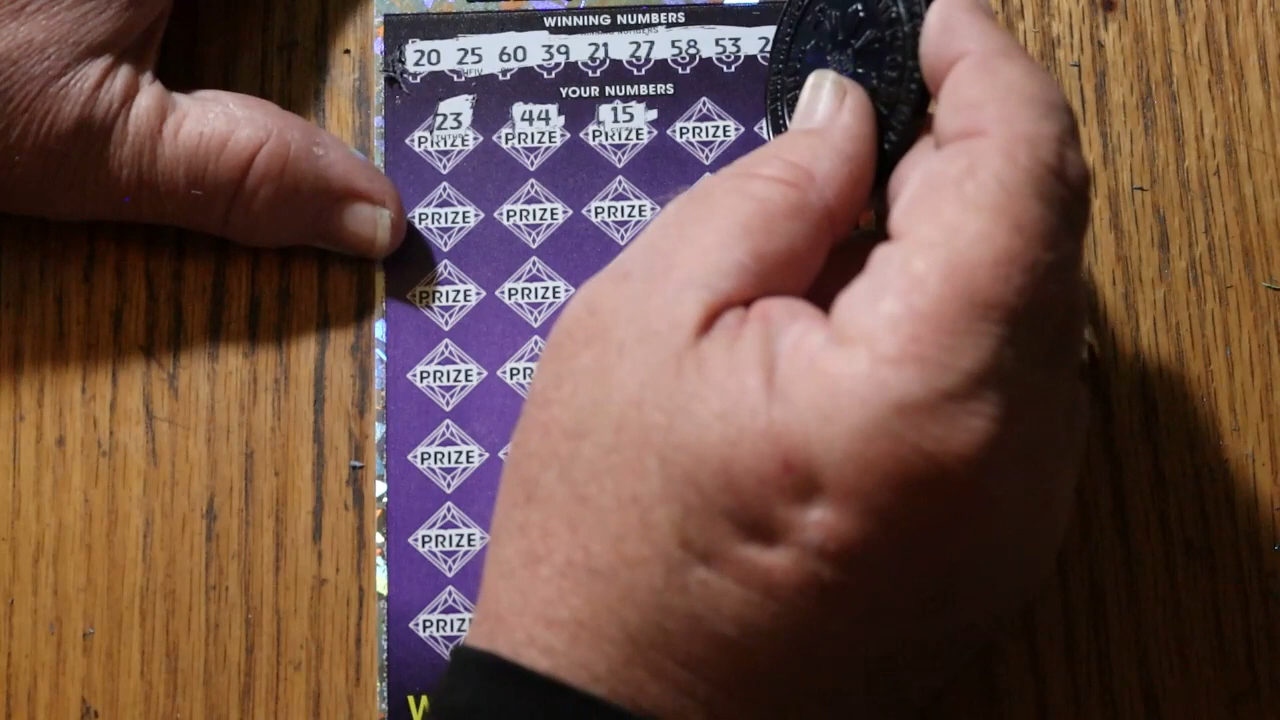 WINNING NUMBERS
20 25 60 39 21 27 58 53
YOUR NUMBERS
23 44 15
PRIZE PRIZE PRIZE PRIZE
PRIZE PRIZE PRIZE
PRIZE PRIZE
PRIZE
PRIZE
PRIZE
PRIZE